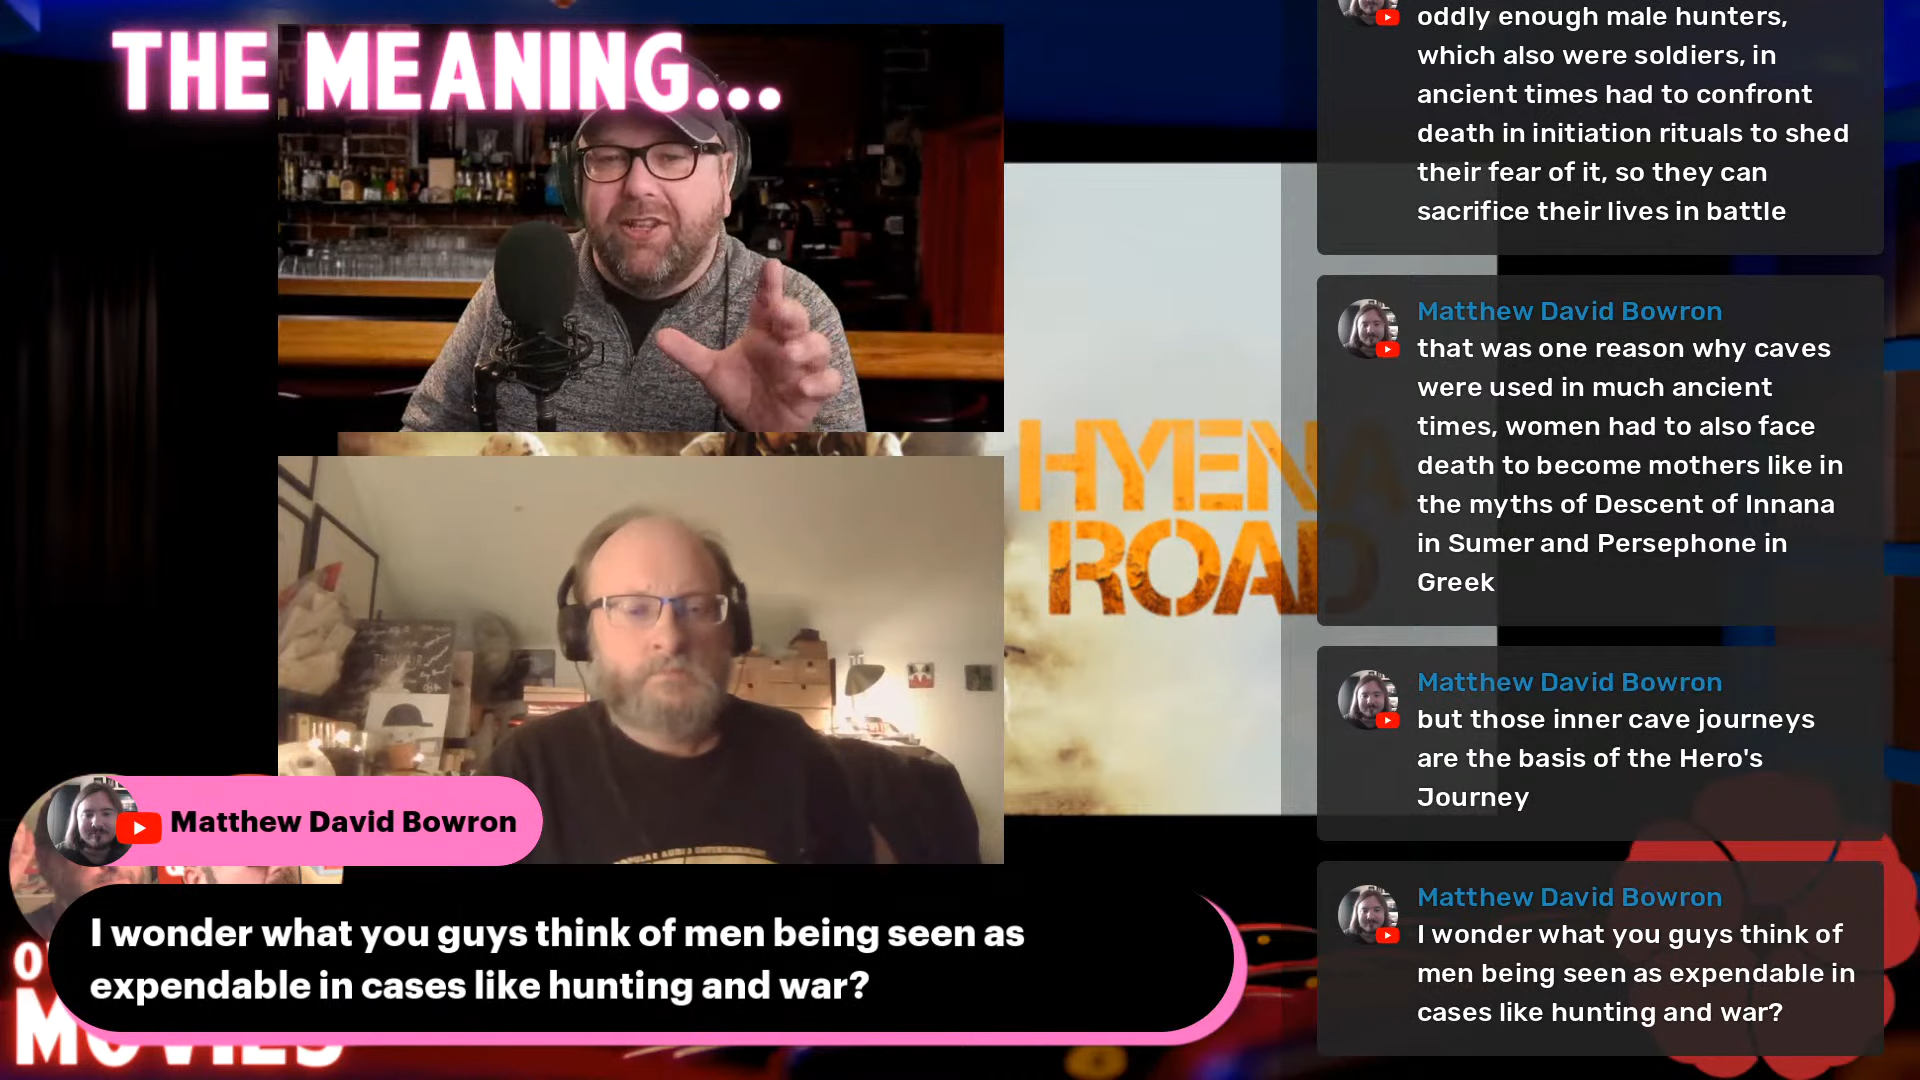 THE MEANING...
oddly enough male hunters,
which also were soldiers, in
ancient times had to confront
death in initiation rituals to shed
their fear of it, so they can
sacrifice their lives in battle
Matthew David Bowron
that was one reason why caves
were used in much ancient
times, women had to also face
death to become mothers like in
the myths of Descent of Innana
in Sumer and Persephone in
Greek
Matthew David Bowron
but those inner cave journeys
are the basis of the Hero's
Journey
Matthew David Bowron
I wonder what you guys think of
men being seen as expendable in
cases like hunting and war?
HYENA
ROAD
Matthew David Bowron
I wonder what you guys think of men being seen as
expendable in cases like hunting and war?
MOVIES